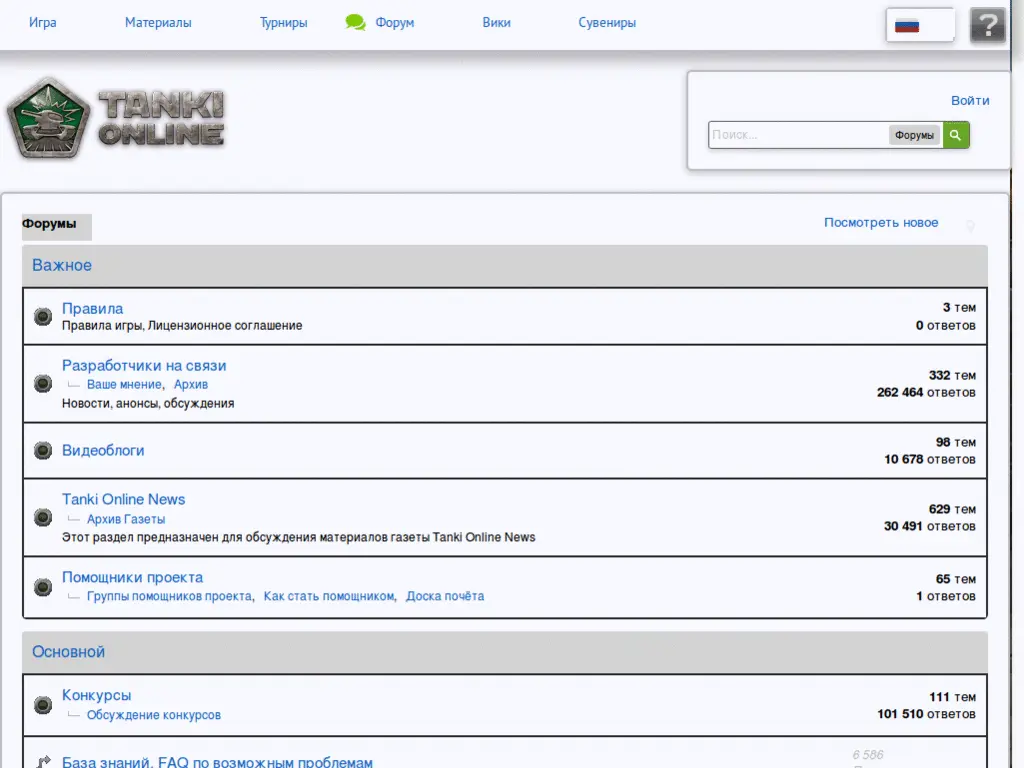 Игра Материалы Турниры Форум Вики Сувениры
?
TANKI
ONLINE
Войти
Поиск... Форумы
Форумы Посмотреть новое
Важное
Правила
Правила игры, Лицензионное соглашение
3 тем
0 ответов
Разработчики на связи
Ваше мнение, Архив
Новости, анонсы, обсуждения
332 тем
262 464 ответов
Видеоблоги
98 тем
10 678 ответов
Tanki Online News
Архив Газеты
Этот раздел предназначен для обсуждения материалов газеты Tanki Online News
629 тем
30 491 ответов
Помощники проекта
Группы помощников проекта, Как стать помощником, Доска почёта
65 тем
1 ответов
Основной
Конкурсы
Обсуждение конкурсов
111 тем
101 510 ответов
База знаний. FAQ по возможным проблемам
6 586